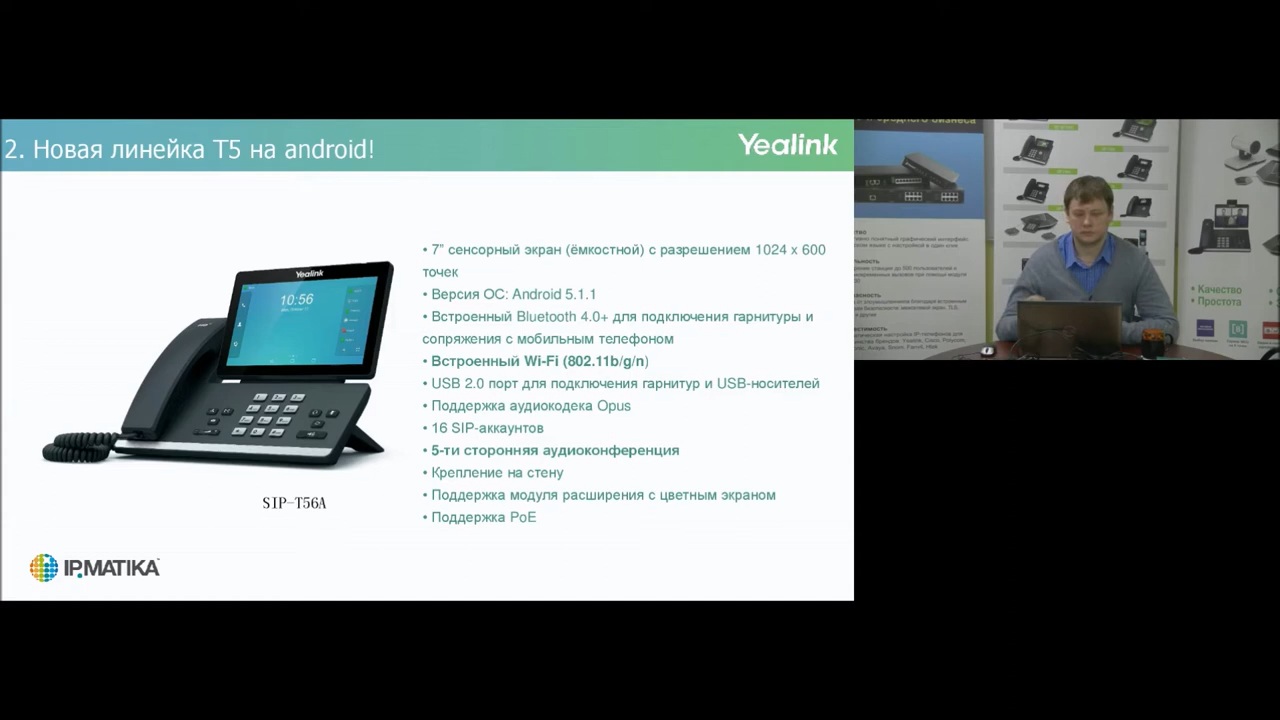 2. Новая линейка T5 на android!
Yealink
• 7” сенсорный экран (ёмкостной) с разрешением 1024 x 600
точек
• Версия ОС: Android 5.1.1
• Встроенный Bluetooth 4.0+ для подключения гарнитуры и
сопряжения с мобильным телефоном
• Встроенный Wi-Fi (802.11b/g/n)
• USB 2.0 порт для подключения гарнитур и USB-носителей
• Поддержка аудиокодека Opus
• 16 SIP-аккаунтов
• 5-ти сторонняя аудиоконференция
• Крепление на стену
• Поддержка модуля расширения с цветным экраном
• Поддержка PoE
Yealink
10:56
SIP-T56A
IPMATIKA
• Качество
• Простота